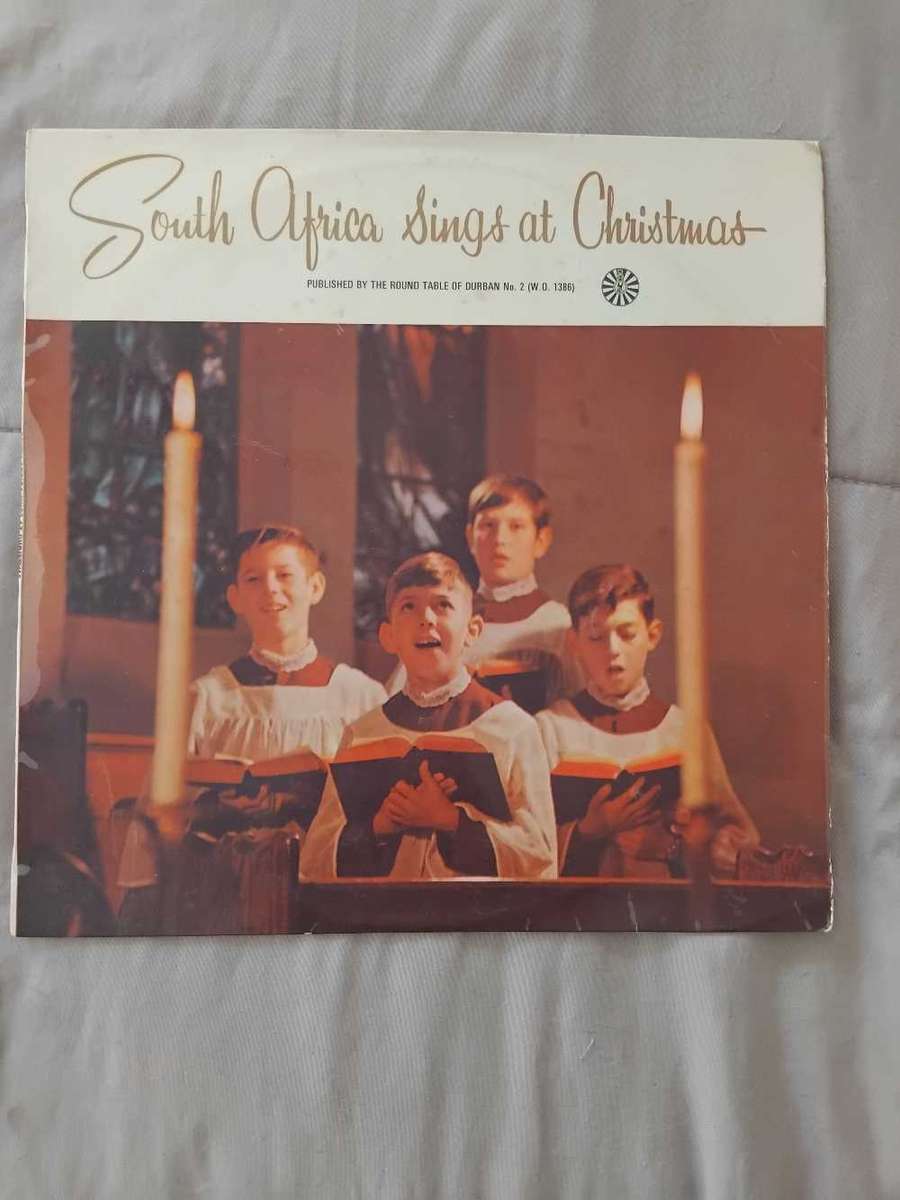 South Africa Sings at Christmas
PUBLISHED BY THE ROUND TABLE OF DURBAN No. 2 (W.O. 1386)